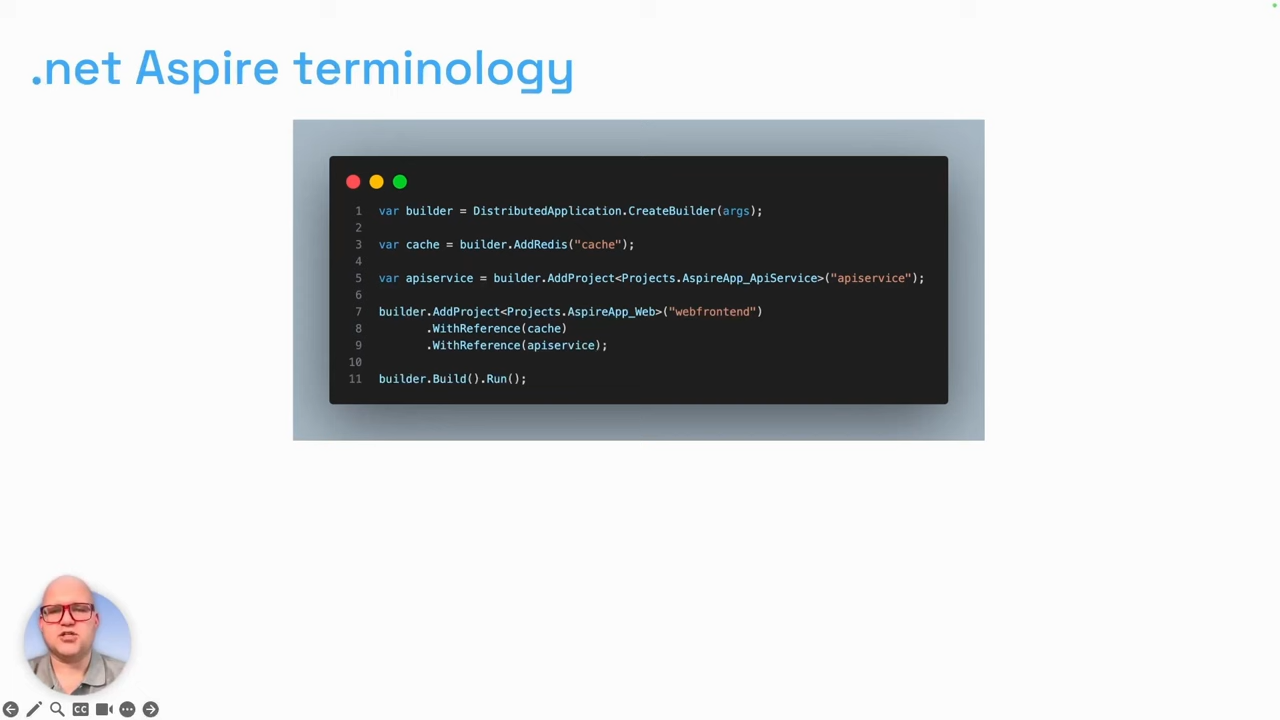 .net Aspire terminology
1 var builder = DistributedApplication.CreateBuilder(args);
2
3 var cache = builder.AddRedis("cache");
4
5 var apiservice = builder.AddProject<Projects.AspireApp_ApiService>("apiservice");
6
7 builder.AddProject<Projects.AspireApp_Web>("webfrontend")
8 .WithReference(cache)
9 .WithReference(apiservice);
10
11 builder.Build().Run();
CC